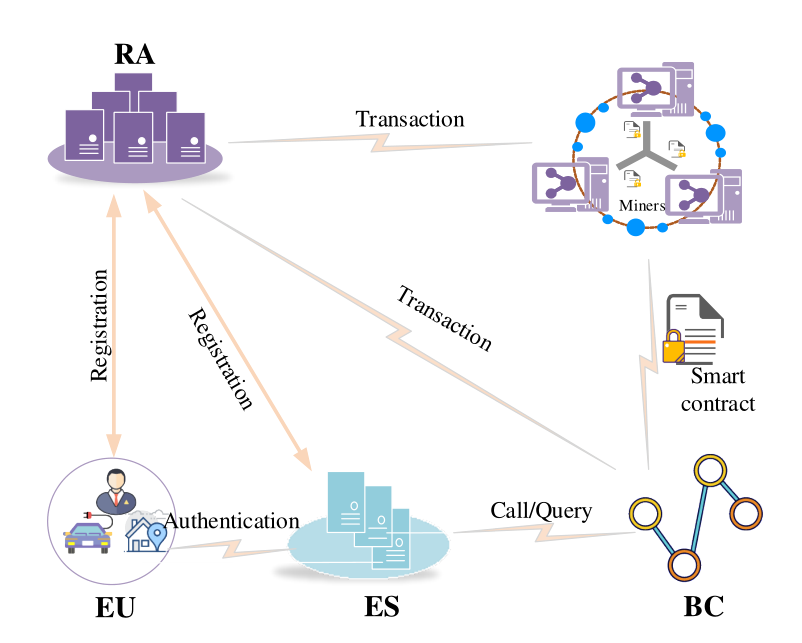 RA
Transaction
Miners
Registration
Registration
Transaction
Smart
contract
Authentication
Call/Query
EU
ES
BC